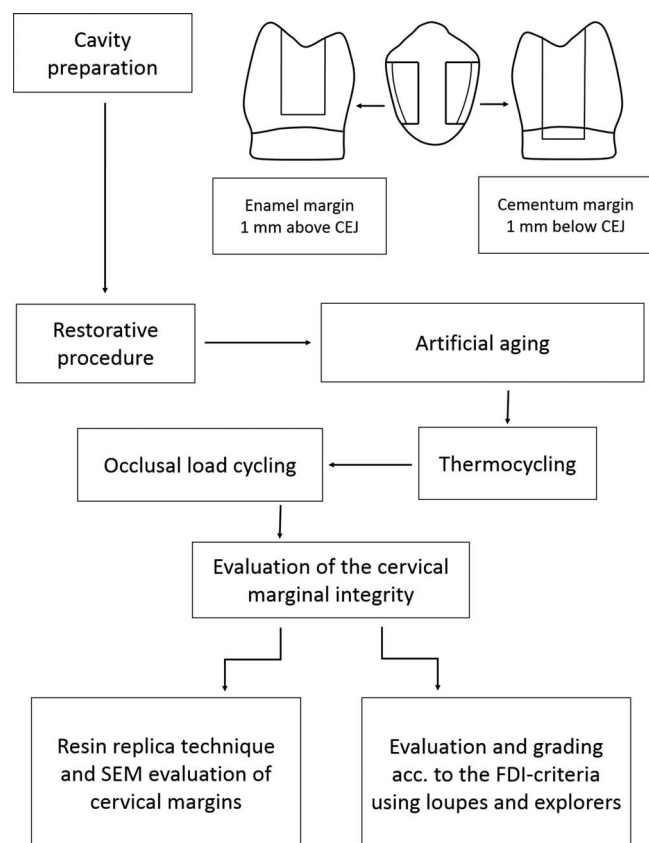 Cavity
preparation
Enamel margin
1 mm above CEJ
Cementum margin
1 mm below CEJ
Restorative
procedure
Artificial aging
Occlusal load cycling
Thermocycling
Evaluation of the cervical
marginal integrity
Resin replica technique
and SEM evaluation of
cervical margins
Evaluation and grading
acc. to the FDI-criteria
using loupes and explorers